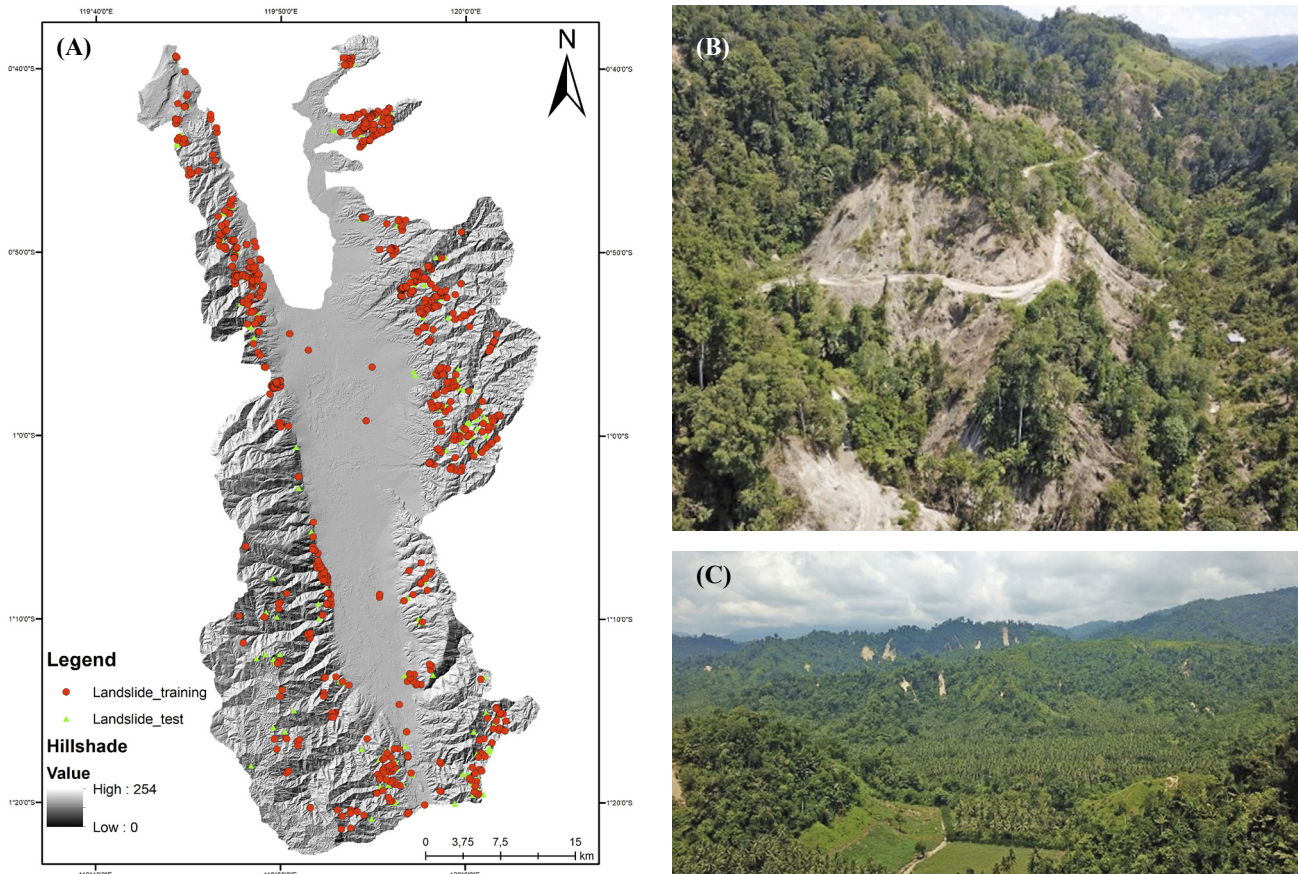 119°40'0"E
119°50'0"E
120°0'0"E
(A)
N
0°40'0"S
0°40'0"S
0°50'0"S
0°50'0"S
1°0'0"S
1°0'0"S
1°10'0"S
1°10'0"S
1°20'0"S
1°20'0"S
Legend
Landslide_training
Landslide_test
Hillshade
Value
High : 254
Low : 0
0 3,75 7,5 15
km
(B)
(C)